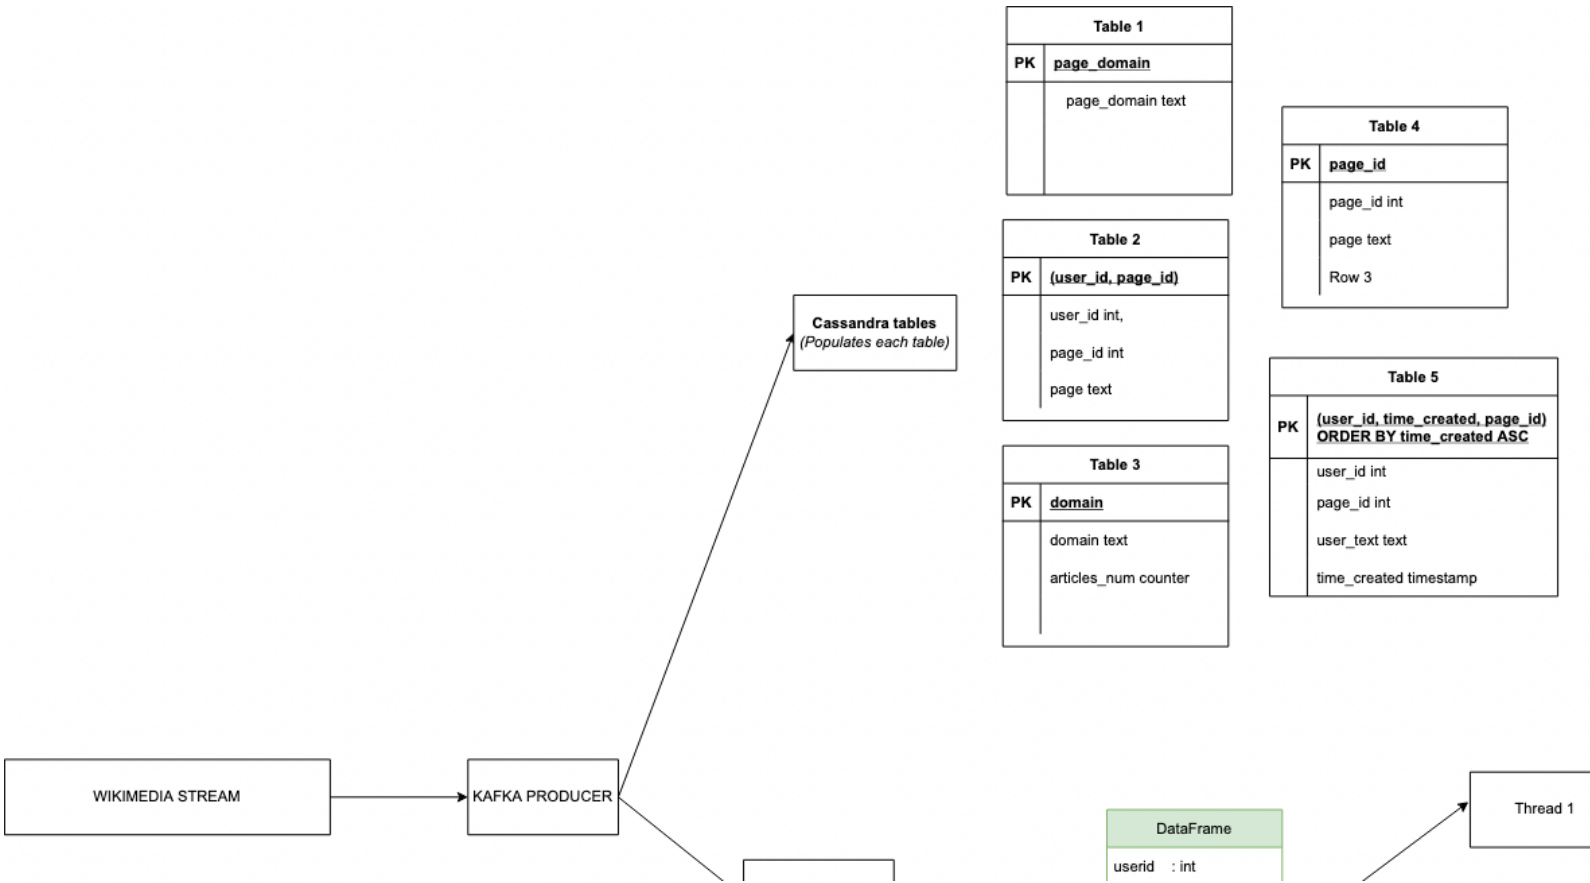 Table 1
PK page_domain
page_domain text
Table 4
PK page_id
page_id int
page text
Row 3
Table 2
PK (user_id, page_id)
user_id int,
page_id int
page text
Cassandra tables
(Populates each table)
Table 5
PK (user_id, time_created, page_id)
ORDER BY time_created ASC
user_id int
page_id int
user_text text
time_created timestamp
Table 3
PK domain
domain text
articles_num counter
WIKIMEDIA STREAM
KAFKA PRODUCER
DataFrame
userid : int
Thread 1